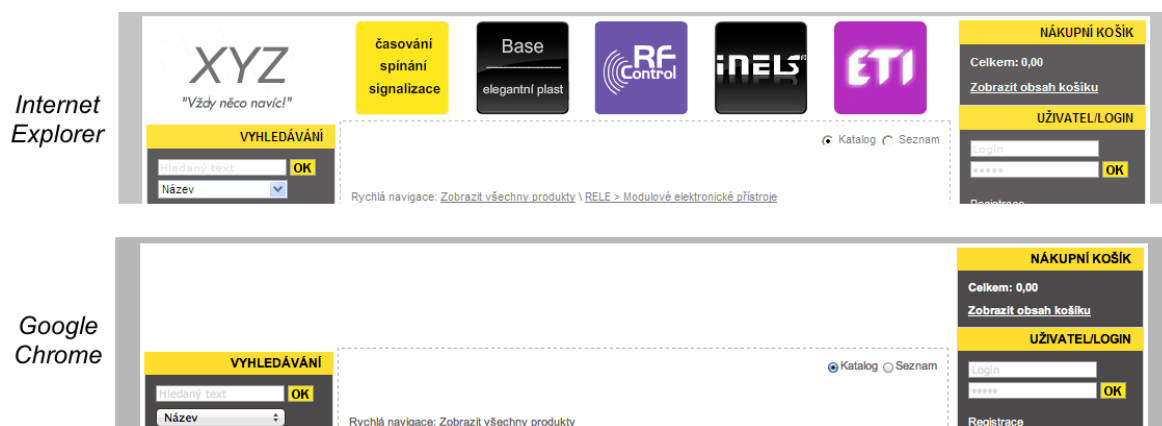 Internet
Explorer
XYZ
"Vždy něco navíc!"
časování
spínání
signalizace
Base
elegantní plast
RF
Control
iNELS
ETI
NÁKUPNÍ KOŠÍK
Celkem: 0,00
Zobrazit obsah košíku
UŽIVATEL/LOGIN
Login
OK
Registrace
VYHLEDÁVÁNÍ
Hledaný text OK
Název
Katalog Seznam
Rychlá navigace: Zobrazit všechny produkty \ RELE > Modulové elektronické přístroje
Google
Chrome
NÁKUPNÍ KOŠÍK
Celkem: 0,00
Zobrazit obsah košíku
UŽIVATEL/LOGIN
Login
OK
Registrace
VYHLEDÁVÁNÍ
Hledaný text OK
Název
Katalog Seznam
Rychlá navigace: Zobrazit všechny produkty